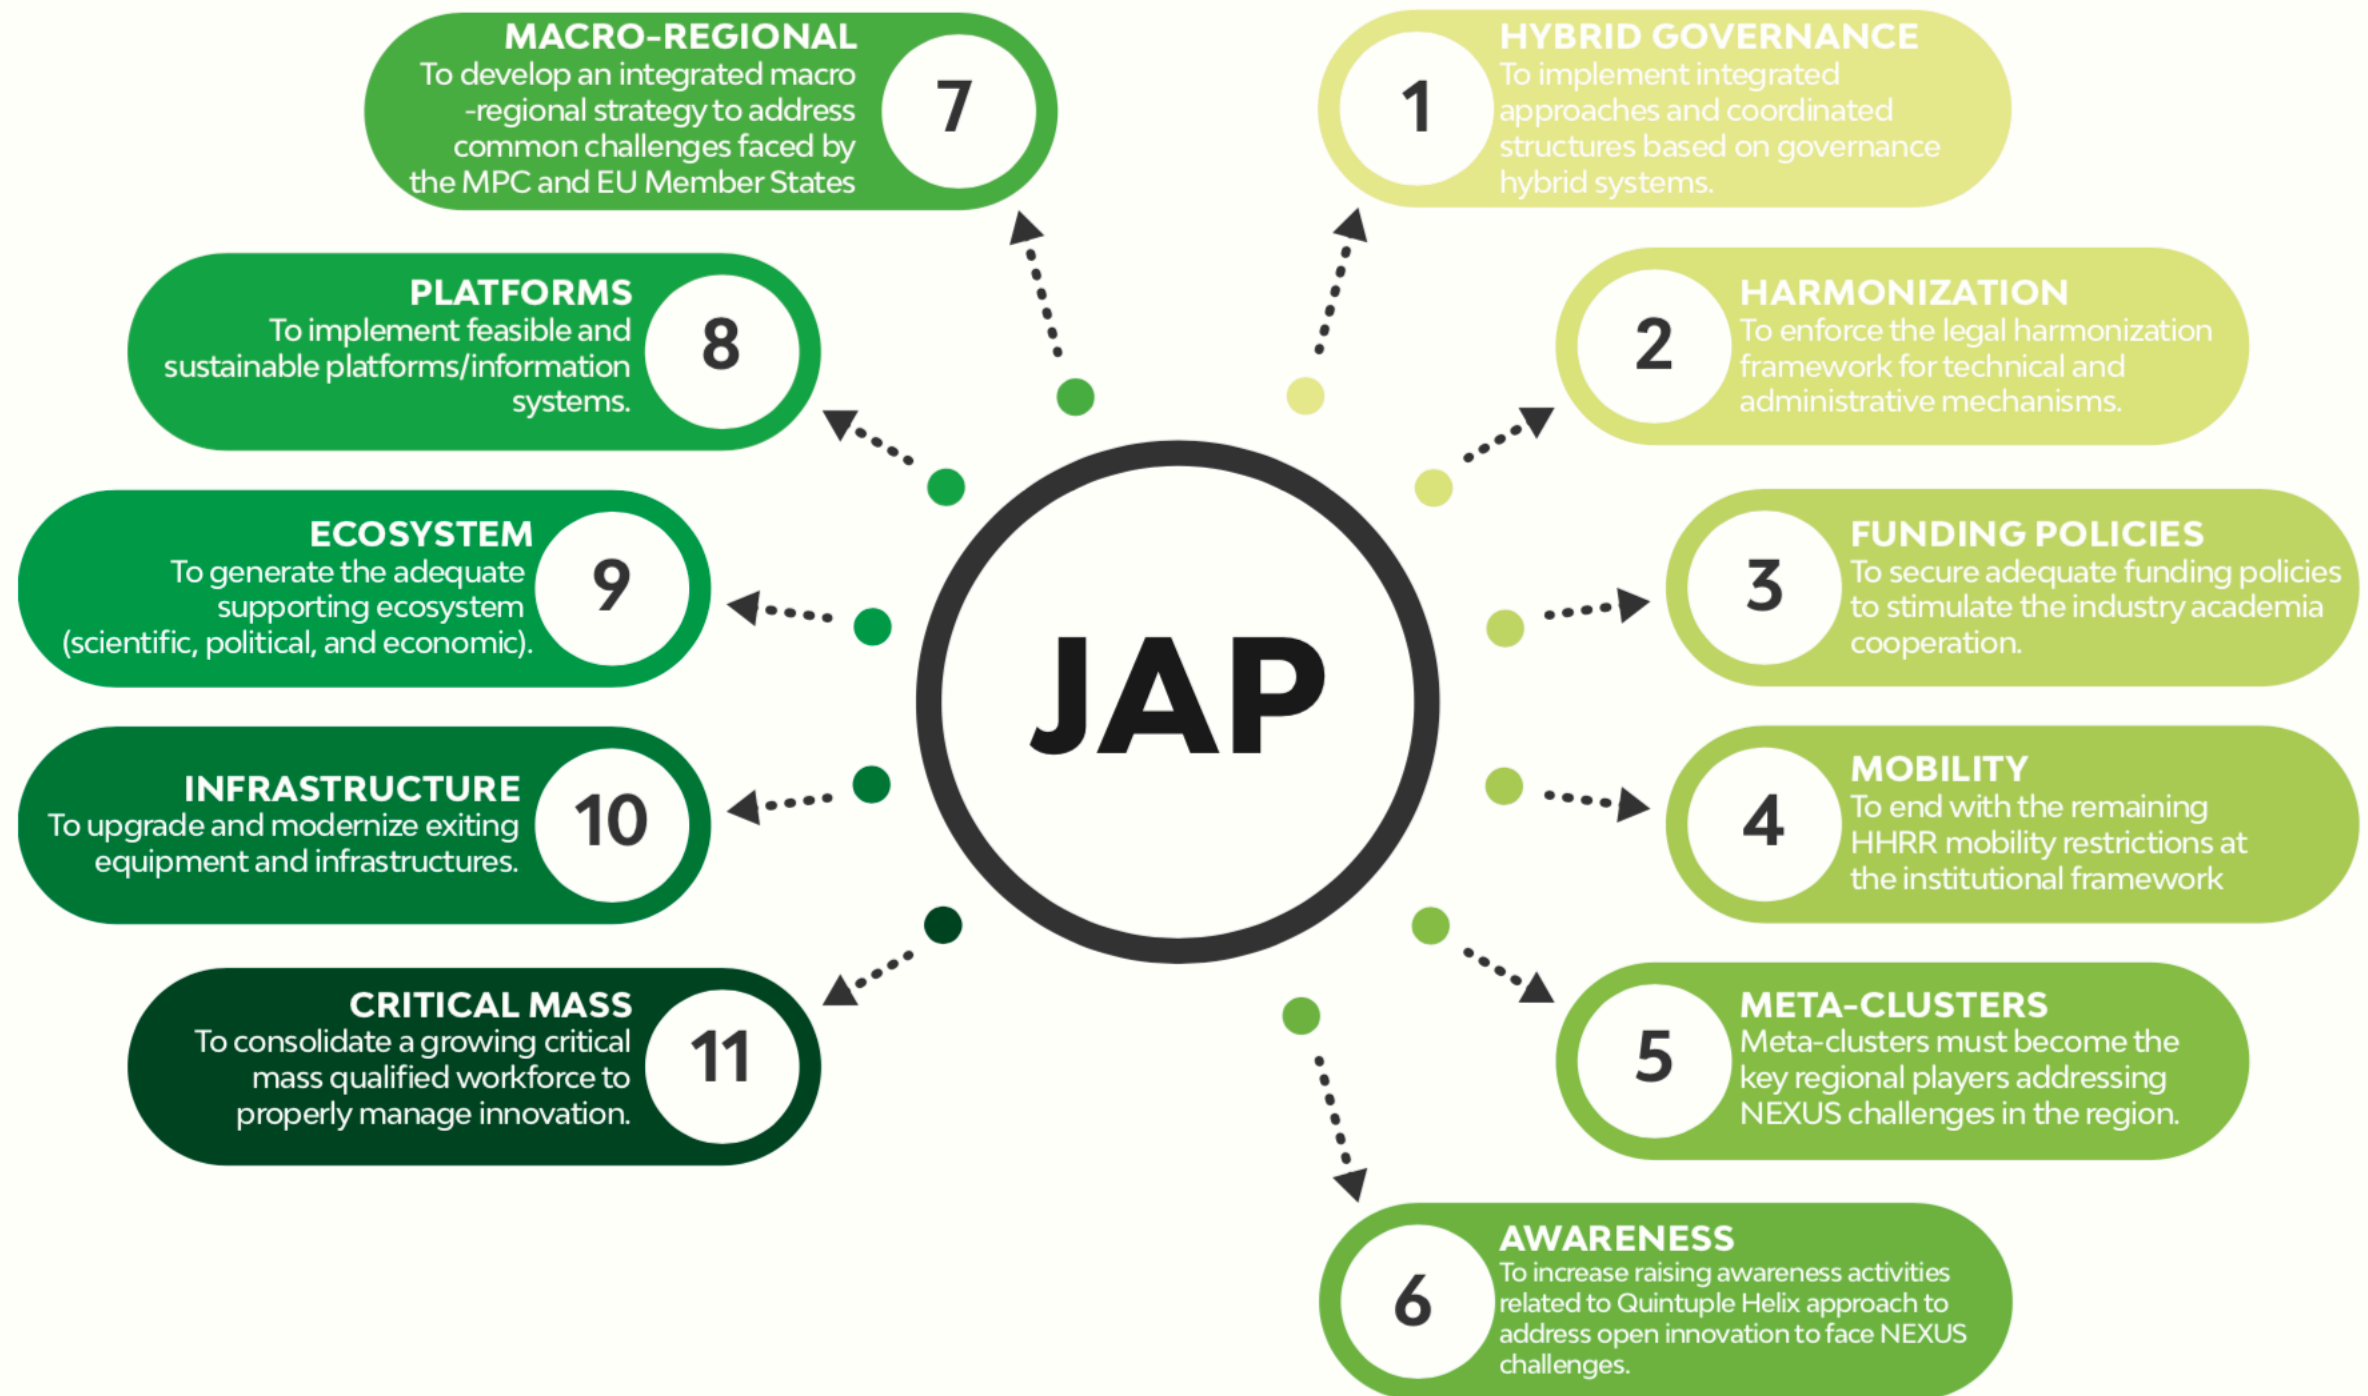 JAP
1
HYBRID GOVERNANCE
To implement integrated
approaches and coordinated
structures based on governance
hybrid systems.
2
HARMONIZATION
To enforce the legal harmonization
framework for technical and
administrative mechanisms.
3
FUNDING POLICIES
To secure adequate funding policies
to stimulate the industry academia
cooperation.
4
MOBILITY
To end with the remaining
HHRR mobility restrictions at
the institutional framework
5
META-CLUSTERS
Meta-clusters must become the
key regional players addressing
NEXUS challenges in the region.
6
AWARENESS
To increase raising awareness activities
related to Quintuple Helix approach to
address open innovation to face NEXUS
challenges.
7
MACRO-REGIONAL
To develop an integrated macro
-regional strategy to address
common challenges faced by
the MPC and EU Member States
8
PLATFORMS
To implement feasible and
sustainable platforms/information
systems.
9
ECOSYSTEM
To generate the adequate
supporting ecosystem
(scientific, political, and economic).
10
INFRASTRUCTURE
To upgrade and modernize exiting
equipment and infrastructures.
11
CRITICAL MASS
To consolidate a growing critical
mass qualified workforce to
properly manage innovation.